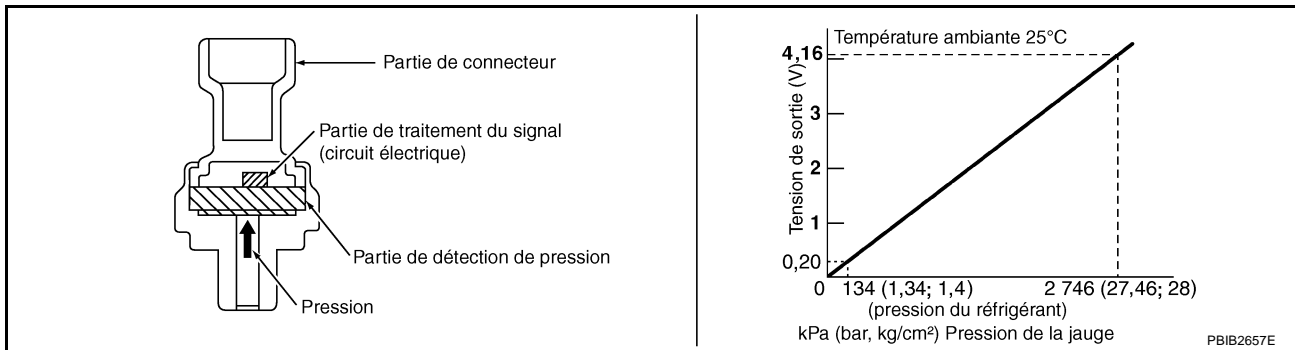 Partie de connecteur
Partie de traitement du signal
(circuit électrique)
Partie de détection de pression
Pression
Température ambiante 25°C
Tension de sortie (V)
4,16
3
2
1
0,20
0 134 (1,34; 1,4) 2 746 (27,46; 28)
(pression du réfrigérant)
kPa (bar, kg/cm²) Pression de la jauge
PBIB2657E